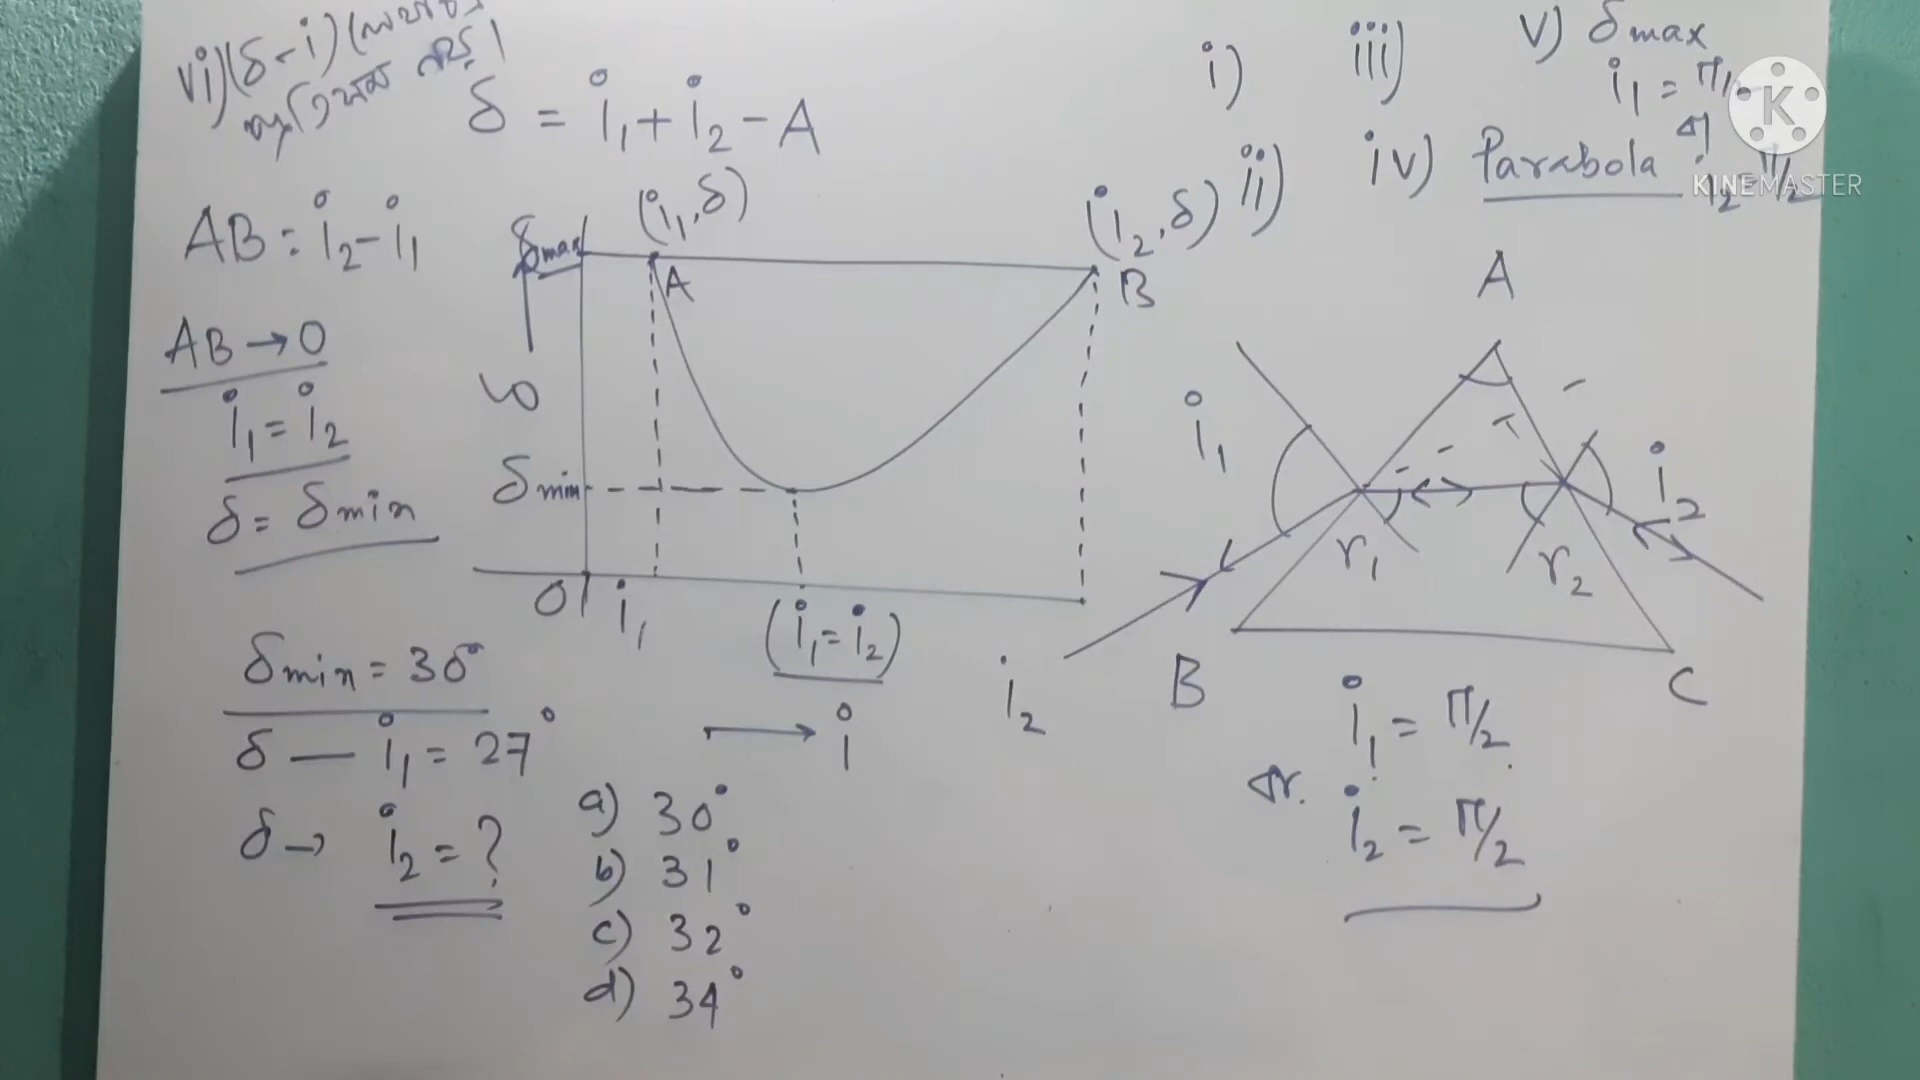 vi) (δ-i)
δ = i₁ + i₂ - A
i)
iii)
v) δmax
i₁ = π/2
ii)
iv) Parabola
i₂ = π/2
K
KINEMASTER
AB = i₂ - i₁
AB → 0
i₁ = i₂
δ = δmin
δmax
(i₁, δ)
(i₂, δ)
A
B
δ
δmin
O
i₁
(i₁ = i₂)
i₂
→ i
A
i₁
i₂
r₁
r₂
B
C
i₁ = π/2
i₂ = π/2
δmin = 30°
δ — i₁ = 27°
δ → i₂ = ?
a) 30°
b) 31°
c) 32°
d) 34°